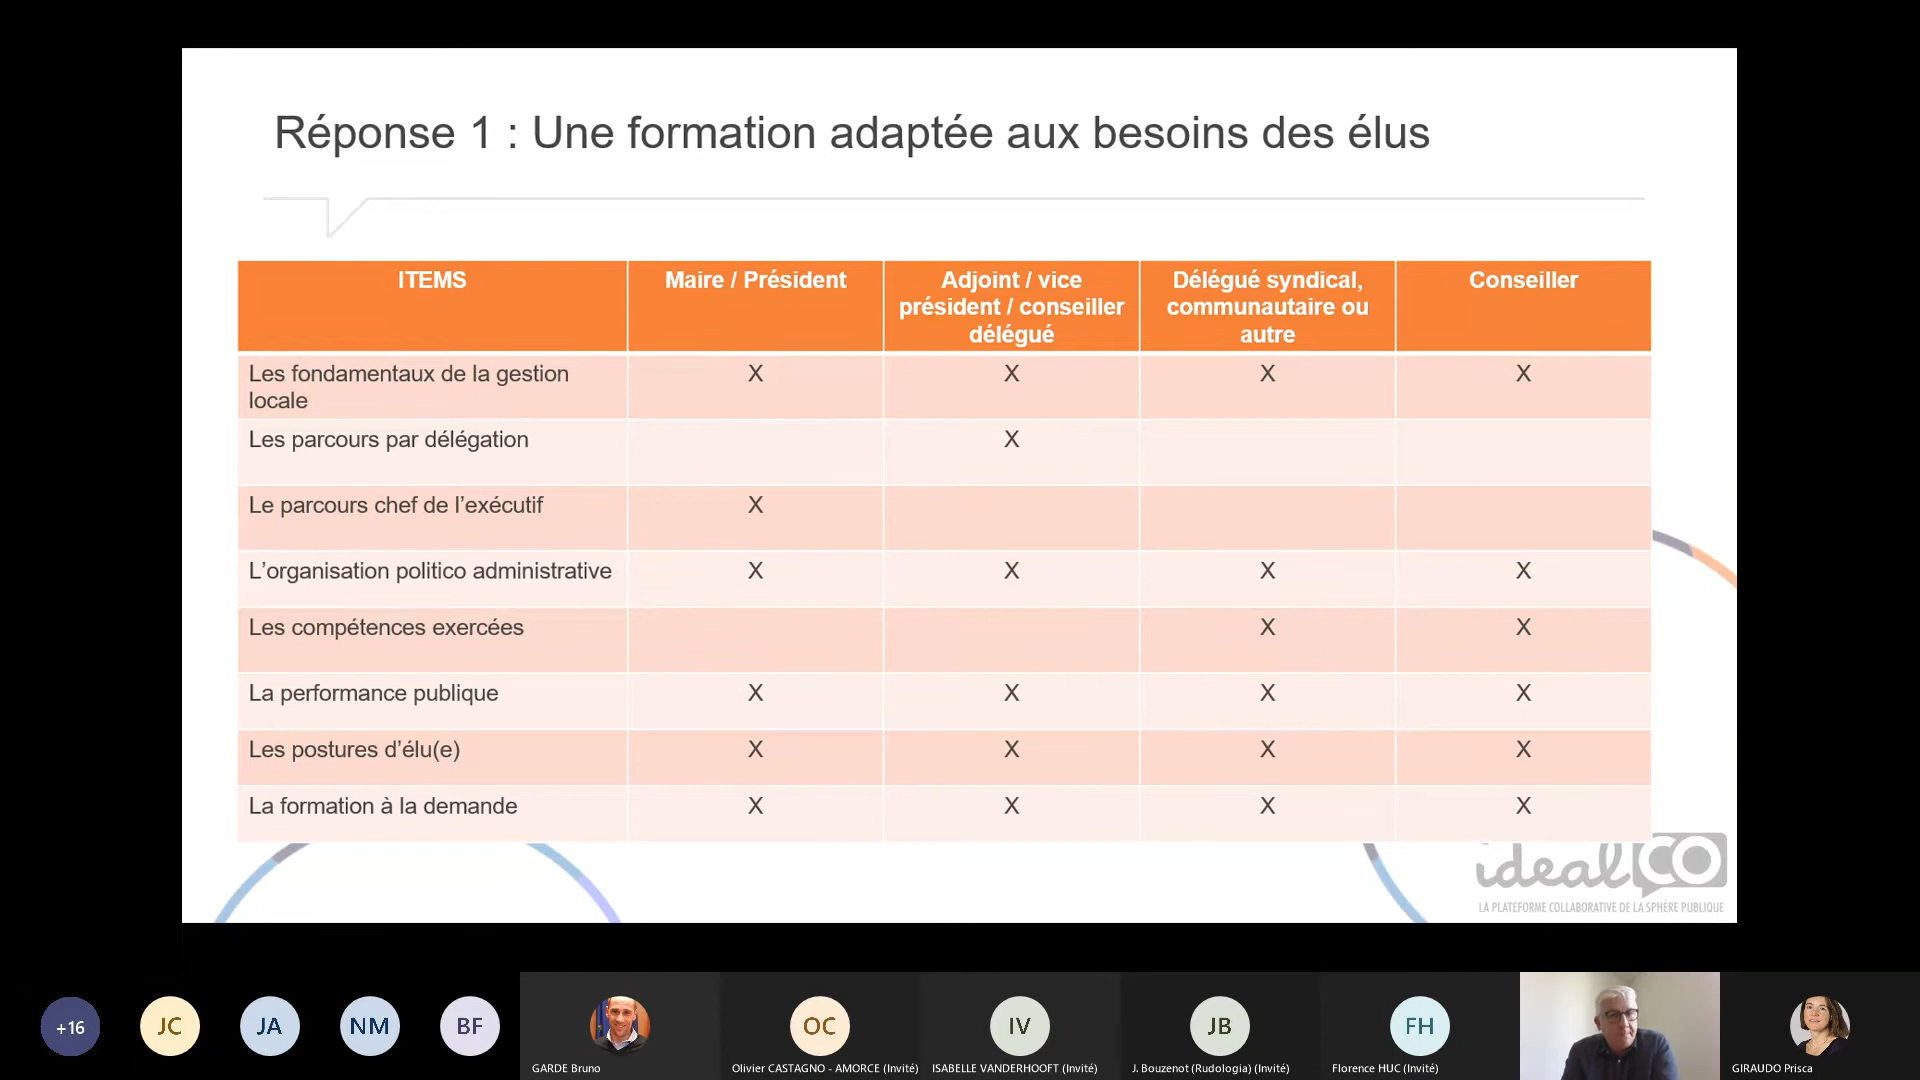 Réponse 1 : Une formation adaptée aux besoins des élus
ITEMS
Maire / Président
Adjoint / vice
président / conseiller
délégué
Délégué syndical,
communautaire ou
autre
Conseiller
Les fondamentaux de la gestion
locale
X X X X
Les parcours par délégation
X
Le parcours chef de l’exécutif
X
L’organisation politico administrative
X X X X
Les compétences exercées
X X
La performance publique
X X X X
Les postures d’élu(e)
X X X X
La formation à la demande
X X X X
idealCO
LA PLATEFORME COLLABORATIVE DE LA SPHÈRE PUBLIQUE
+16
JC
JA
NM
BF
GARDE Bruno
OC
Olivier CASTAGNO - AMORCE (Invité)
IV
ISABELLE VANDERHOOFT (Invité)
JB
J. Bouzenot (Rudologia) (Invité)
FH
Florence HUC (Invité)
GIRAUDO Prisca